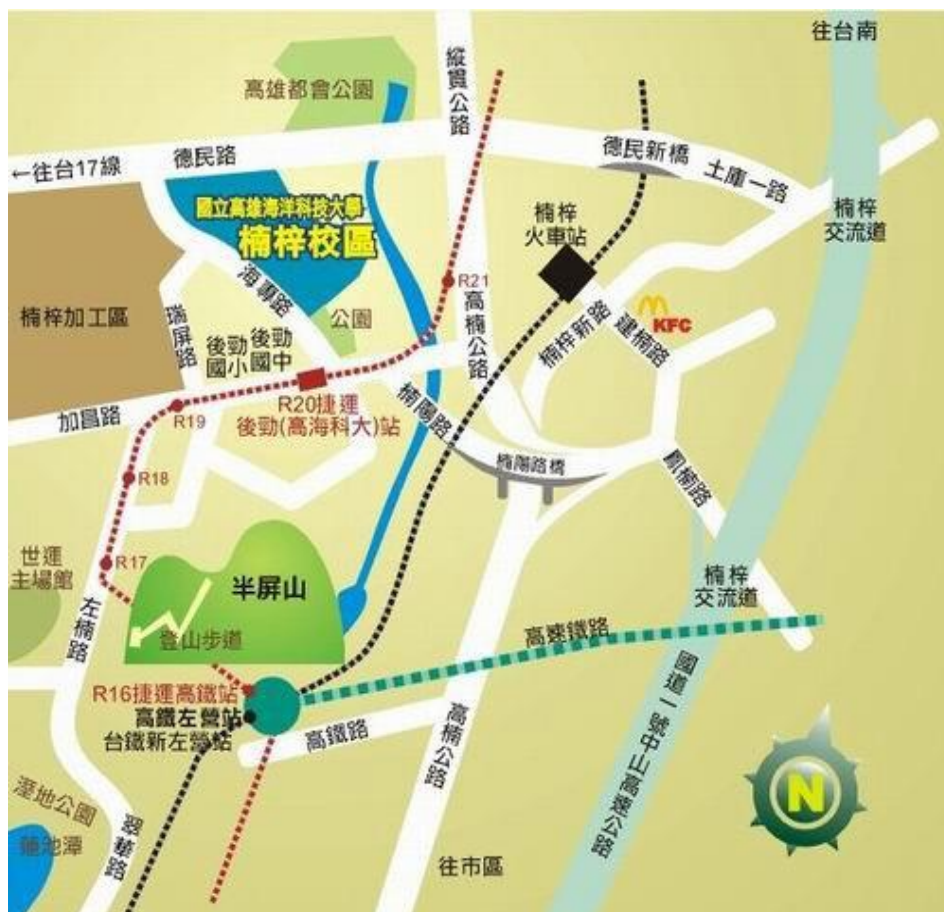 往台南
縱貫公路
高雄都會公園
德民路
德民新橋
←往台17線
土庫一路
國立高雄海洋科技大學
楠梓校區
楠梓
火車站
楠梓
交流道
海專路
R21
楠梓加工區
瑞屏路
公園
高楠公路
楠梓新路
建楠路
KFC
後勁
國小
後勁
國中
加昌路
R19
R20捷運
後勁(高海科大)站
楠陽路
楠陽路橋
鳳楠路
R18
世運
主場館
R17
半屏山
楠梓
交流道
左楠路
登山步道
高速鐵路
R16捷運高鐵站
高鐵左營站
台鐵新左營站
高鐵路
高楠公路
國道一號中山高速公路
N
溼地公園
蓮池潭
翠華路
往市區